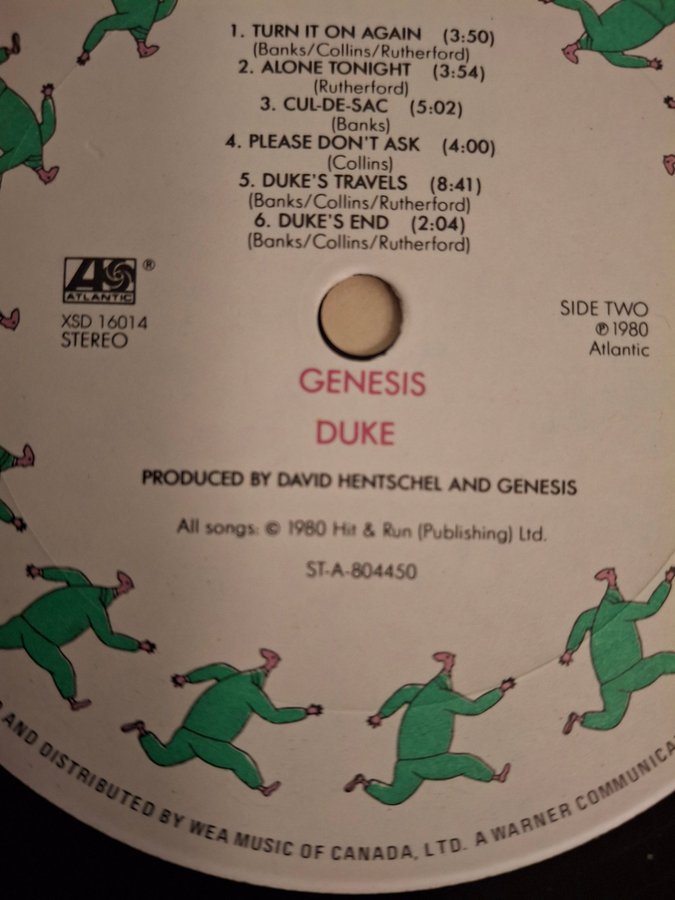 1. TURN IT ON AGAIN (3:50)
(Banks/Collins/Rutherford)
2. ALONE TONIGHT (3:54)
(Rutherford)
3. CUL-DE-SAC (5:02)
(Banks)
4. PLEASE DON'T ASK (4:00)
(Collins)
5. DUKE'S TRAVELS (8:41)
(Banks/Collins/Rutherford)
6. DUKE'S END (2:04)
(Banks/Collins/Rutherford)
ATLANTIC ®
XSD 16014
STEREO
SIDE TWO
℗ 1980
Atlantic
GENESIS
DUKE
PRODUCED BY DAVID HENTSCHEL AND GENESIS
All songs: © 1980 Hit & Run (Publishing) Ltd.
ST-A-804450
AND DISTRIBUTED BY WEA MUSIC OF CANADA, LTD. A WARNER COMMUNICA